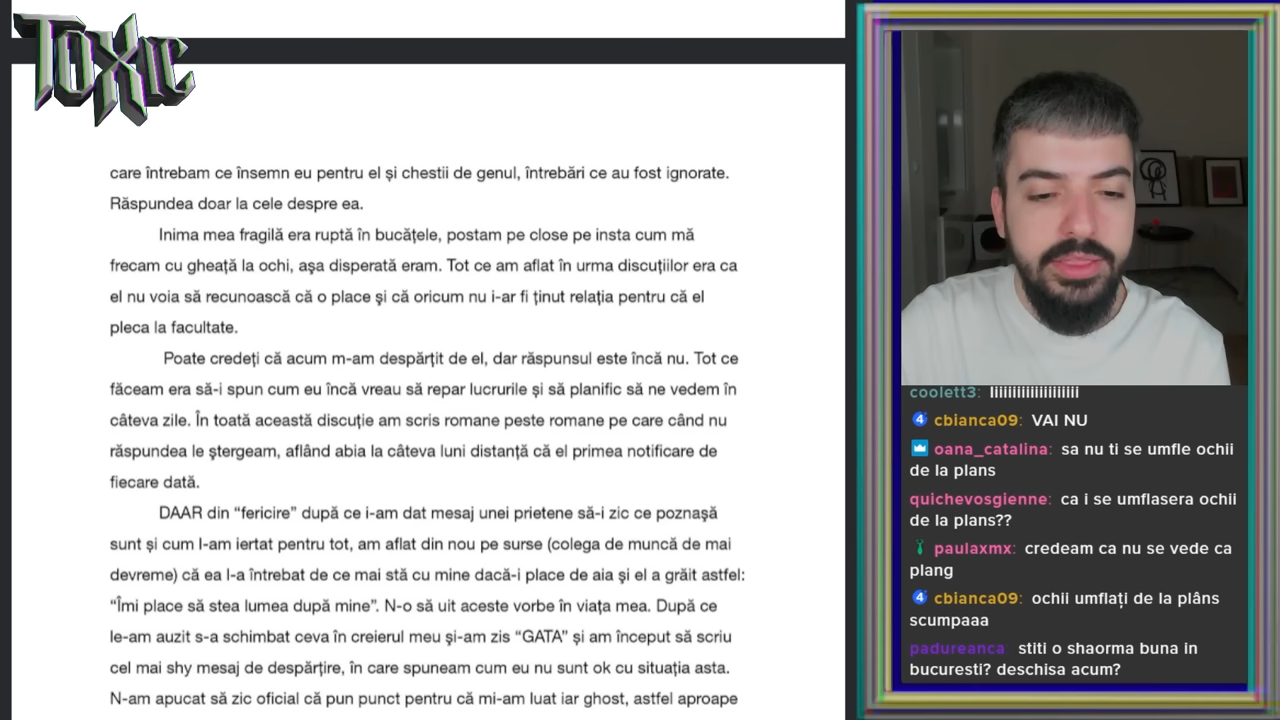 TOXIC
care întrebam ce însemn eu pentru el și chestii de genul, întrebări ce au fost ignorate.
Răspundea doar la cele despre ea.
Inima mea fragilă era ruptă în bucățele, postam pe close pe insta cum mă
frecam cu gheață la ochi, așa disperată eram. Tot ce am aflat în urma discuțiilor era ca
el nu voia să recunoască că o place și că oricum nu i-ar fi ținut relația pentru că el
pleca la facultate.
Poate credeți că acum m-am despărțit de el, dar răspunsul este încă nu. Tot ce
făceam era să-i spun cum eu încă vreau să repar lucrurile și să planific să ne vedem în
câteva zile. În toată această discuție am scris romane peste romane pe care când nu
răspundea le ștergeam, aflând abia la câteva luni distanță că el primea notificare de
fiecare dată.
DAAR din “fericire” după ce i-am dat mesaj unei prietene să-i zic ce poznașă
sunt și cum l-am iertat pentru tot, am aflat din nou pe surse (colega de muncă de mai
devreme) că ea l-a întrebat de ce mai stă cu mine dacă-i place de aia și el a grăit astfel:
“Îmi place să stea lumea după mine”. N-o să uit aceste vorbe în viața mea. După ce
le-am auzit s-a schimbat ceva în creierul meu și-am zis “GATA” și am început să scriu
cel mai shy mesaj de despărțire, în care spuneam cum eu nu sunt ok cu situația asta.
N-am apucat să zic oficial că pun punct pentru că mi-am luat iar ghost, astfel aproape
coolett3: Iiiiiiiiiiiiiiiiiiii
4 cbianca09: VAI NU
oana_catalina: sa nu ti se umfle ochii
de la plans
quichevosgienne: ca i se umflasera ochii
de la plans??
paulaxmx: credeam ca nu se vede ca
plang
4 cbianca09: ochii umflați de la plâns
scumpaaa
padureanca: stiti o shaorma buna in
bucuresti? deschisa acum?